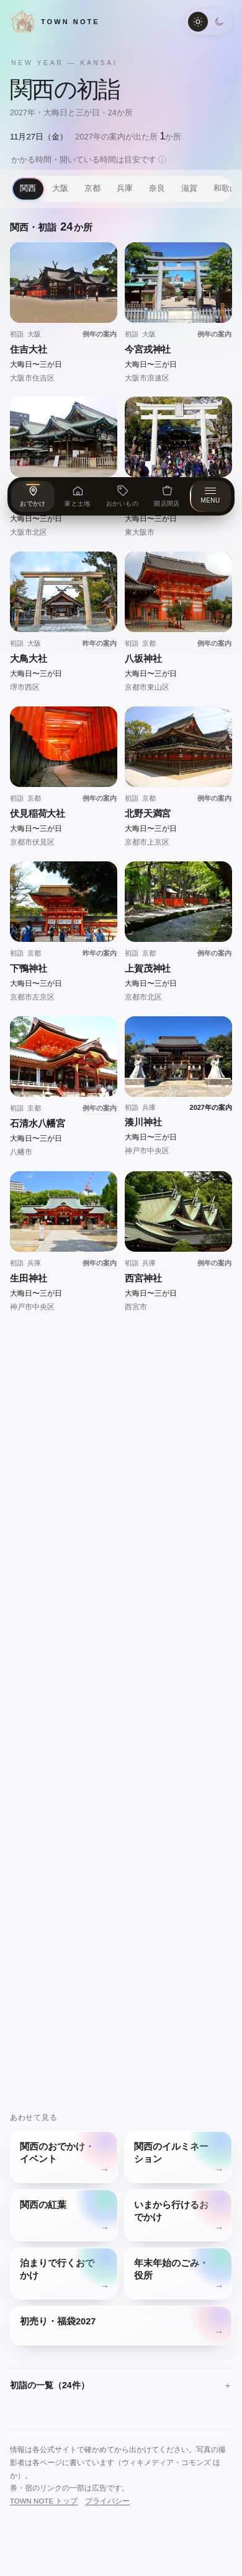 TOWN NOTE
NEW YEAR — KANSAI
関西の初詣
2027年・大晦日と三が日・24か所
11月27日（金） 2027年の案内が出た所 1か所
かかる時間・開いている時間は目安です ⓘ
関西 大阪 京都 兵庫 奈良 滋賀
関西・初詣 24か所
初詣 大阪 例年の案内
住吉大社
大晦日〜三が日
大阪市住吉区
初詣 大阪 例年の案内
今宮戎神社
大晦日〜三が日
大阪市浪速区
おでかけ
家と土地
おかいもの
開店閉店
MENU
大晦日〜三が日
大阪市北区
大晦日〜三が日
東大阪市
初詣 大阪 昨年の案内
大鳥大社
大晦日〜三が日
堺市西区
初詣 京都 例年の案内
八坂神社
大晦日〜三が日
京都市東山区
初詣 京都 例年の案内
伏見稲荷大社
大晦日〜三が日
京都市伏見区
初詣 京都 例年の案内
北野天満宮
大晦日〜三が日
京都市上京区
初詣 京都 昨年の案内
下鴨神社
大晦日〜三が日
京都市左京区
初詣 京都 例年の案内
上賀茂神社
大晦日〜三が日
京都市北区
初詣 京都 例年の案内
石清水八幡宮
大晦日〜三が日
八幡市
初詣 兵庫 2027年の案内
湊川神社
大晦日〜三が日
神戸市中央区
初詣 兵庫 例年の案内
生田神社
大晦日〜三が日
神戸市中央区
初詣 兵庫 例年の案内
西宮神社
大晦日〜三が日
西宮市
あわせて見る
関西のおでかけ・
イベント
→
関西のイルミネー
ション
→
関西の紅葉
→
いまから行けるお
でかけ
→
泊まりで行くおで
かけ
→
年末年始のごみ・
役所
→
初売り・福袋2027
→
初詣の一覧（24件） +
情報は各公式サイトで確かめてから出かけてください。写真の撮
影者は各ページに書いています（ウィキメディア・コモンズ ほ
か）。
券・宿のリンクの一部は広告です。
TOWN NOTE トップ プライバシー